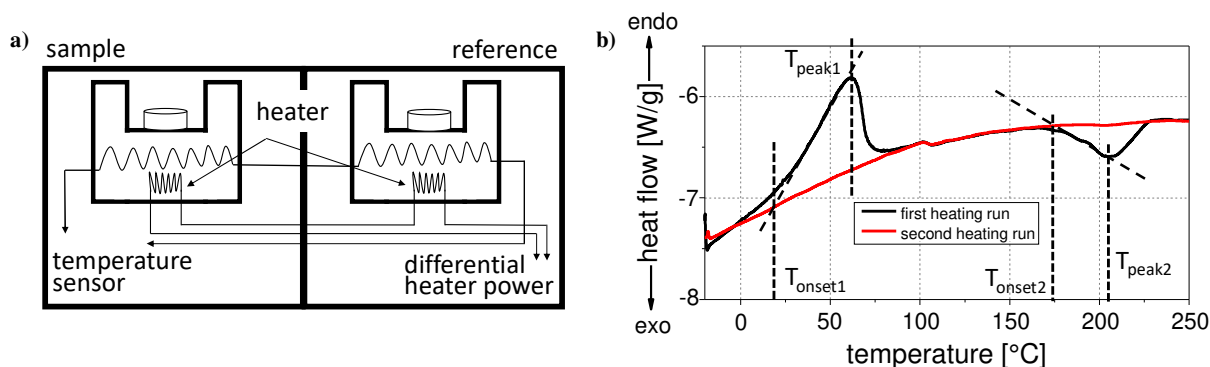 a)
sample
reference
heater
temperature
sensor
differential
heater power
b)
endo
heat flow [W/g]
exo
-6
-7
-8
T_peak1
T_onset1
T_onset2
T_peak2
first heating run
second heating run
0
50
100
150
200
250
temperature [°C]